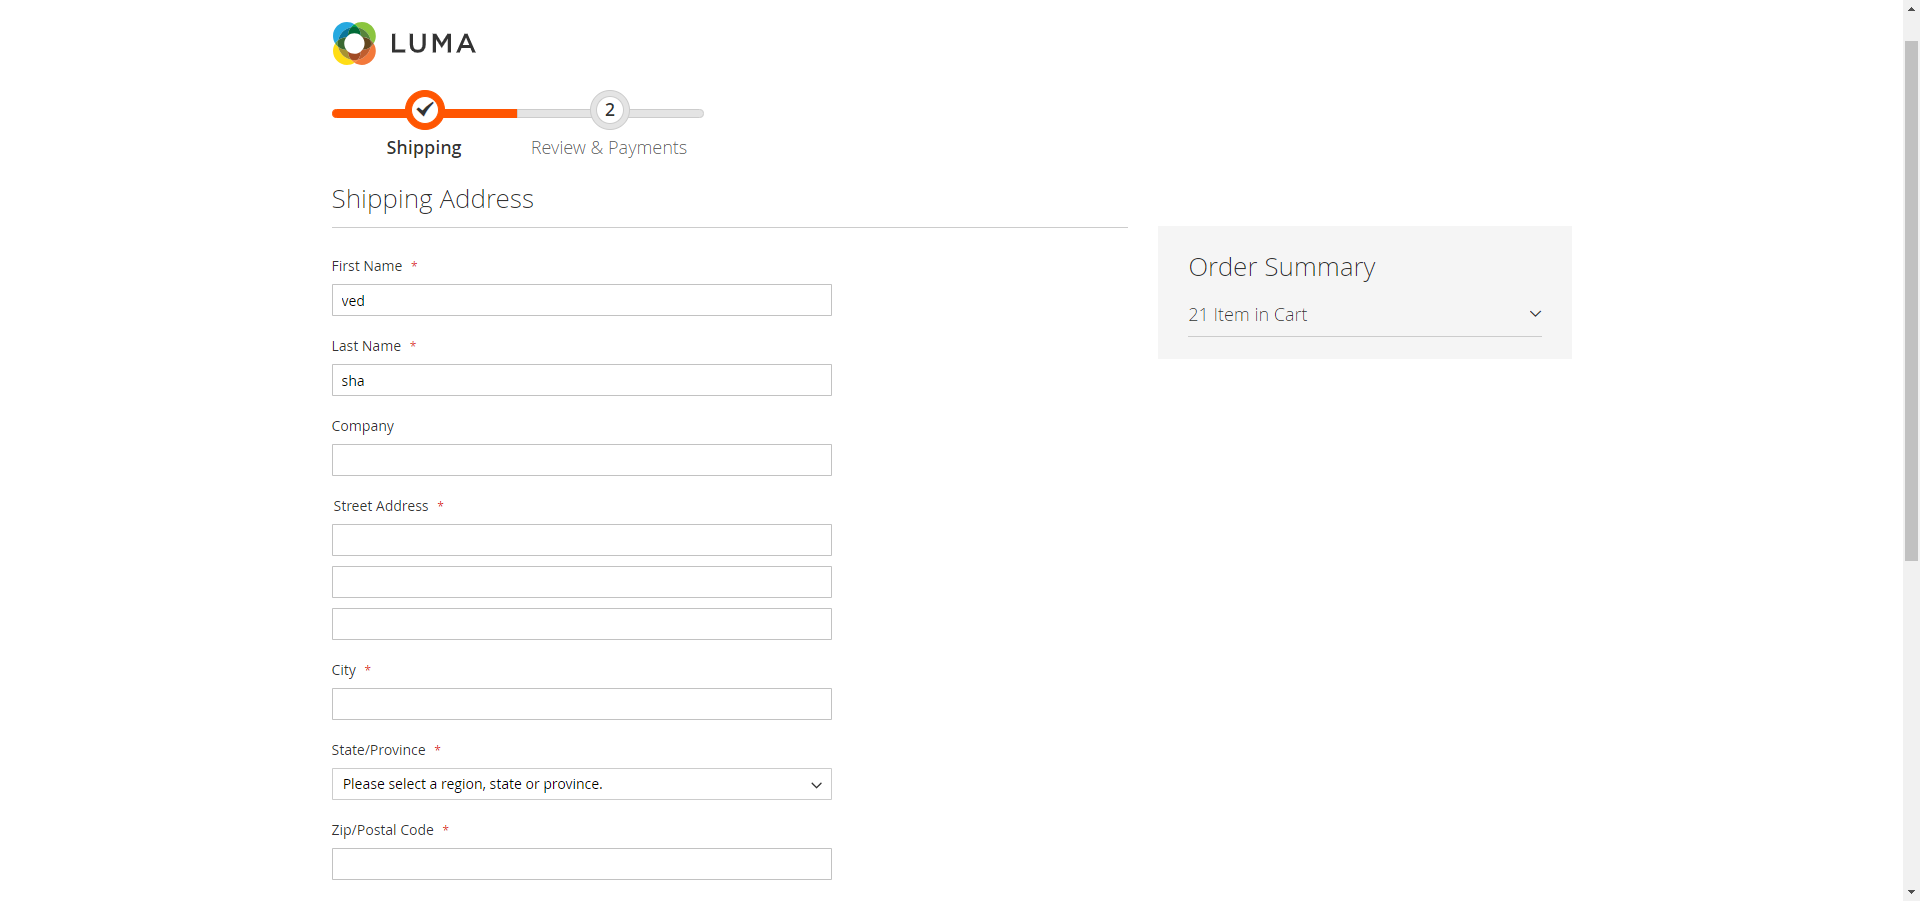 LUMA
2
Shipping
Review & Payments
Shipping Address
First Name *
ved
Last Name *
sha
Company
Street Address *
City *
State/Province *
Please select a region, state or province.
Zip/Postal Code *
Order Summary
21 Item in Cart